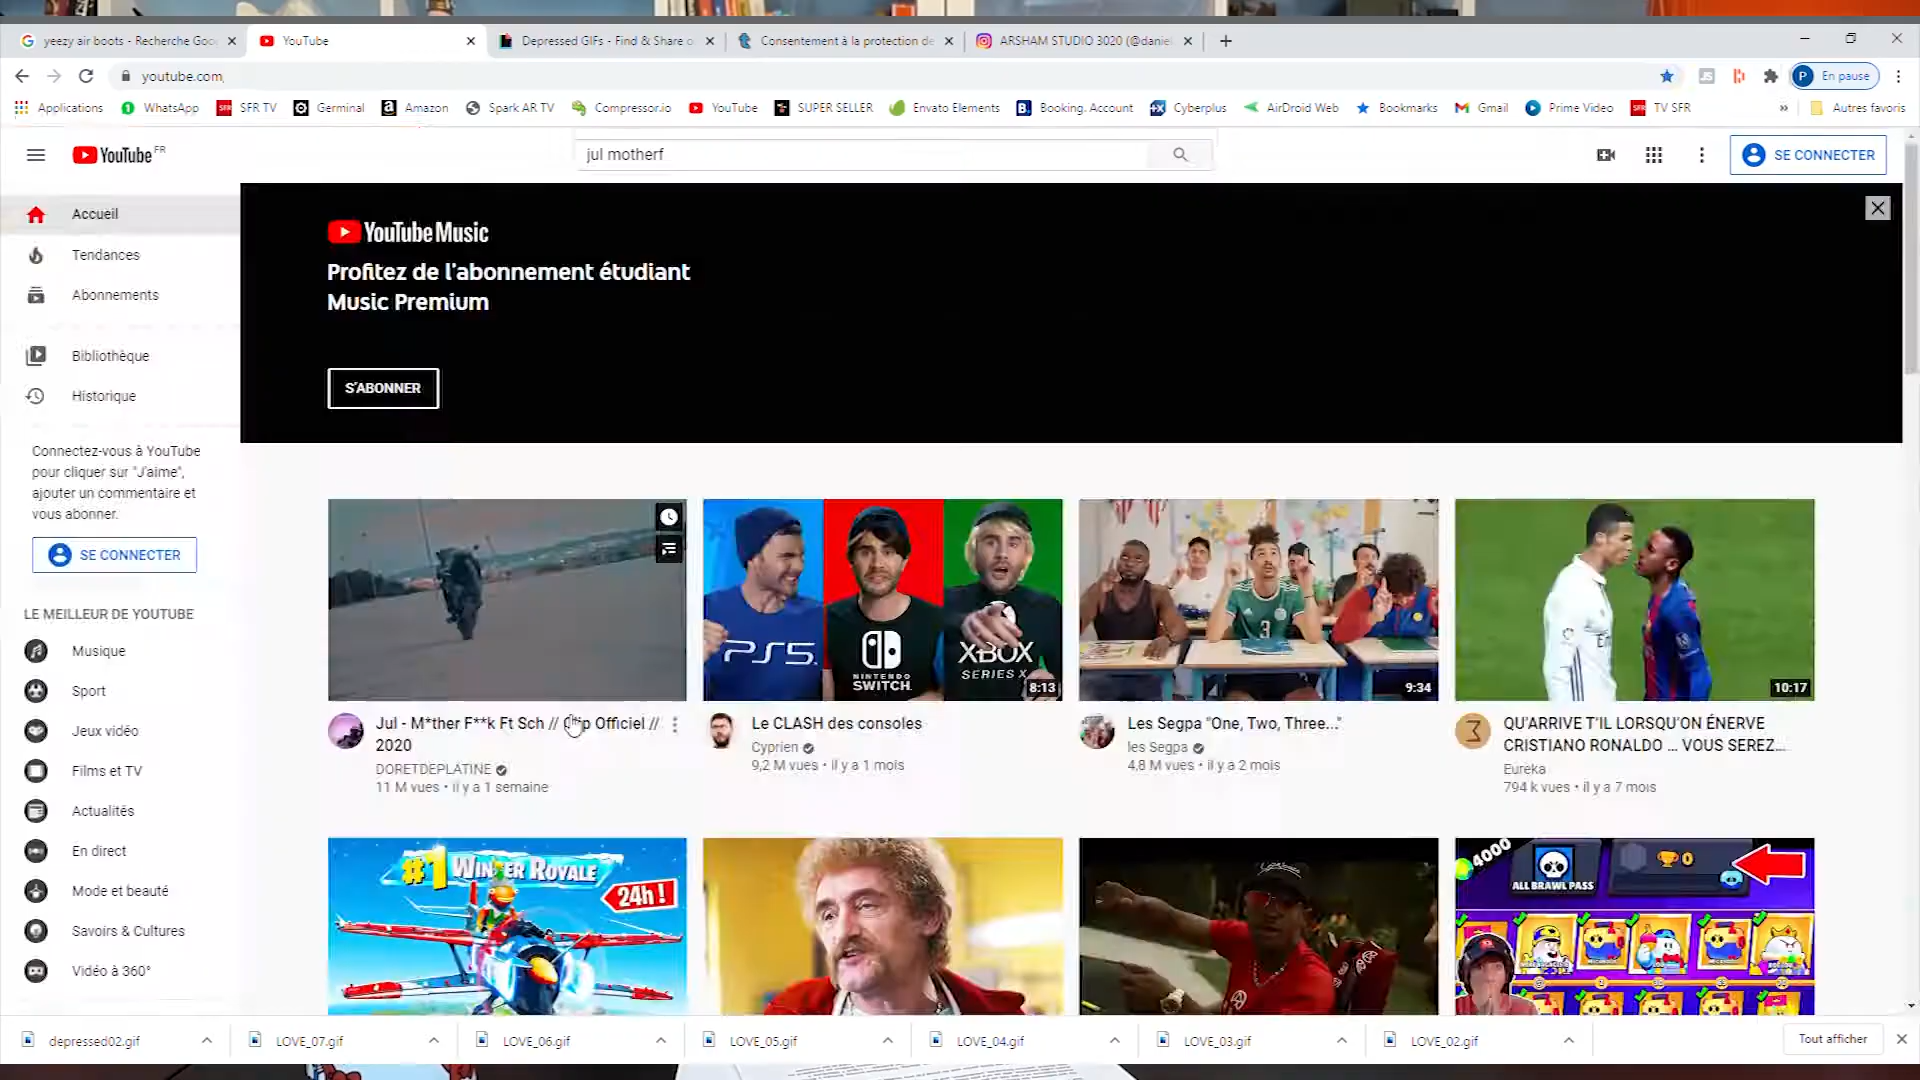 yeezy air boots - Recherche Goo
YouTube
Depressed GIFs - Find & Share o
Consentement à la protection de
ARSHAM STUDIO 3020 (@daniel
youtube.com
JS
P
En pause
Applications
WhatsApp
SFR TV
Germinal
Amazon
Spark AR TV
Compressor.io
YouTube
SUPER SELLER
Envato Elements
Booking. Account
Cyberplus
AirDroid Web
Bookmarks
Gmail
Prime Video
TV SFR
Autres favoris
YouTube FR
jul motherf
SE CONNECTER
Accueil
Tendances
Abonnements
Bibliothèque
Historique
Connectez-vous à YouTube
pour cliquer sur "J'aime",
ajouter un commentaire et
vous abonner.
SE CONNECTER
LE MEILLEUR DE YOUTUBE
Musique
Sport
Jeux vidéo
Films et TV
Actualités
En direct
Mode et beauté
Savoirs & Cultures
Vidéo à 360°
YouTube Music
Profitez de l'abonnement étudiant
Music Premium
S'ABONNER
PS5
NINTENDO
SWITCH
XBOX
SERIES X
8:13
3
9:34
10:17
Jul - M*ther F**k Ft Sch // Clip Officiel //
2020
DORETDEPLATINE
11 M vues • il y a 1 semaine
Le CLASH des consoles
Cyprien
9,2 M vues • il y a 1 mois
Les Segpa "One, Two, Three..."
les Segpa
4,8 M vues • il y a 2 mois
QU'ARRIVE T'IL LORSQU'ON ÉNERVE
CRISTIANO RONALDO ... VOUS SEREZ...
Eureka
794 k vues • il y a 7 mois
#1 WINTER ROYALE
24h !
4000
ALL BRAWL PASS
0
depressed02.gif
LOVE_07.gif
LOVE_06.gif
LOVE_05.gif
LOVE_04.gif
LOVE_03.gif
LOVE_02.gif
Tout afficher